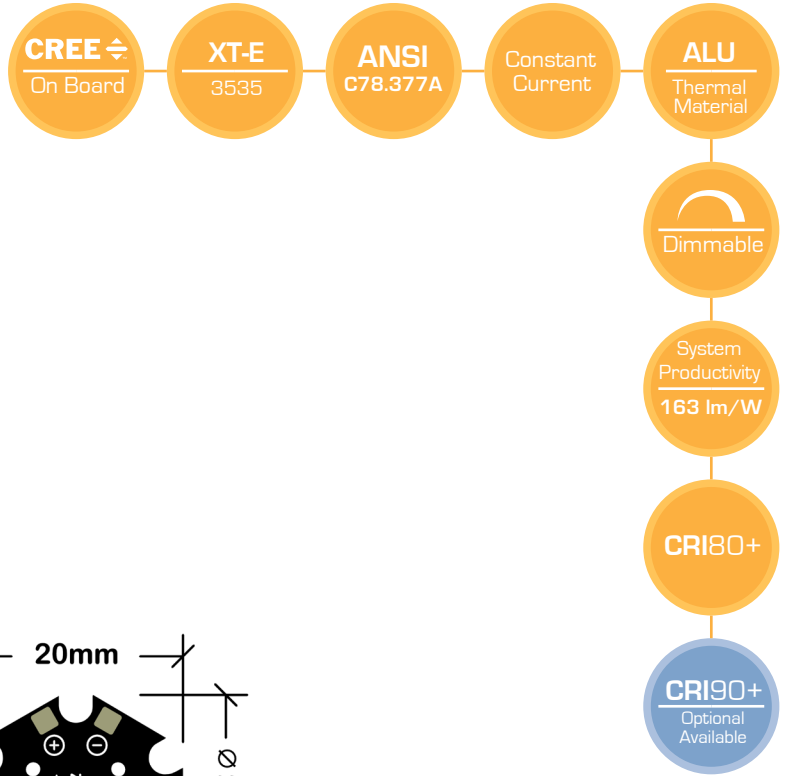 CREE
On Board
XT-E
3535
ANSI
C78.377A
Constant
Current
ALU
Thermal
Material
Dimmable
System
Productivity
163 lm/W
CRI80+
CRI90+
Optional
Available
20mm
Ø
+ −